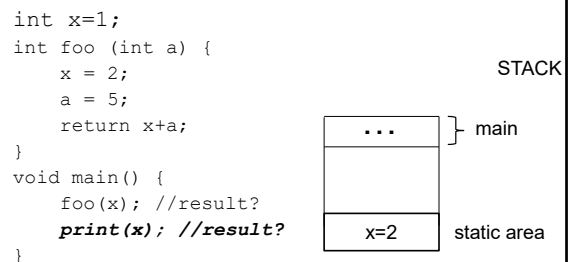 int x=1;
int foo (int a) {
    x = 2;
    a = 5;
    return x+a;
}
void main() {
    foo(x); //result?
    print(x); //result?
}
STACK
... main
x=2 static area